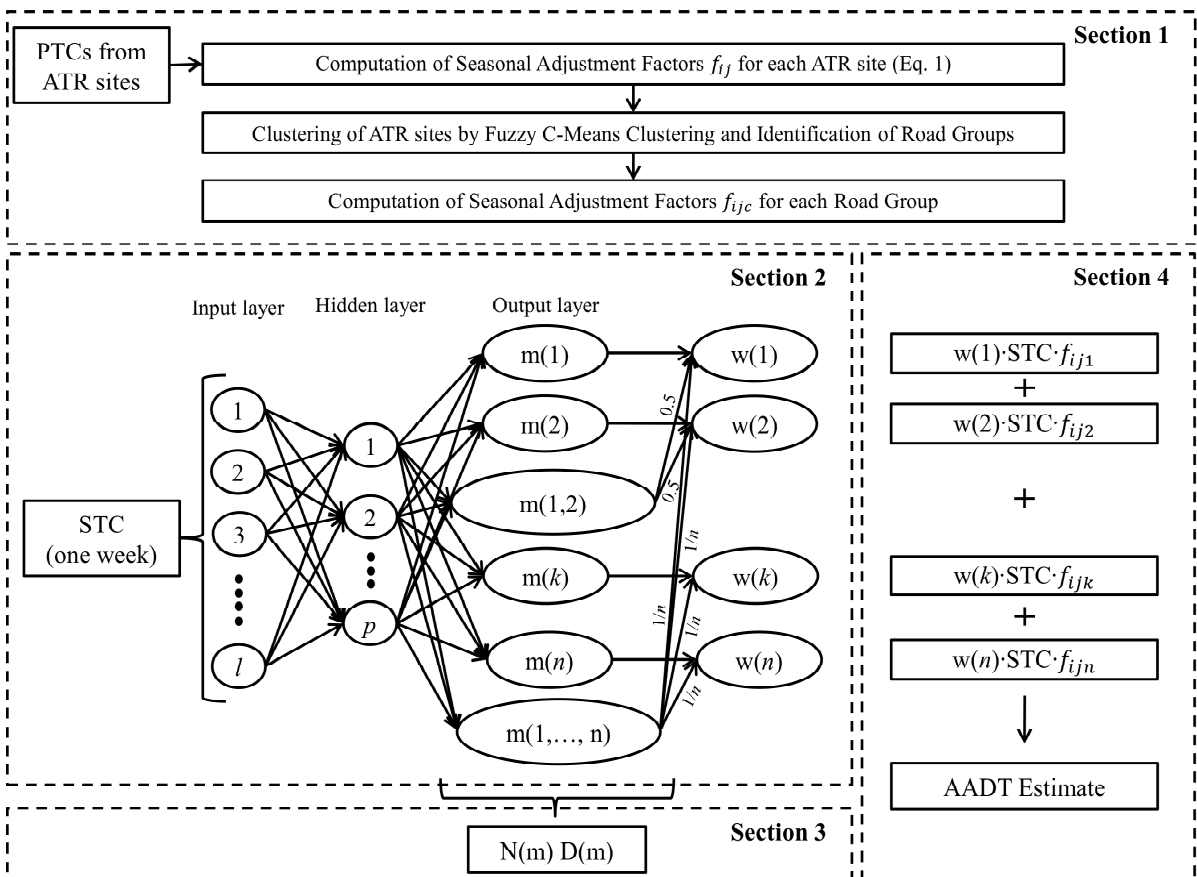 Section 1
PTCs from
ATR sites
Computation of Seasonal Adjustment Factors f_ij for each ATR site (Eq. 1)
Clustering of ATR sites by Fuzzy C-Means Clustering and Identification of Road Groups
Computation of Seasonal Adjustment Factors f_ijc for each Road Group
Section 2
Input layer
Hidden layer
Output layer
STC
(one week)
1
2
3
l
1
2
p
m(1)
m(2)
m(1,2)
m(k)
m(n)
m(1,…, n)
0.5
0.5
1/n
1/n
1/n
1/n
w(1)
w(2)
w(k)
w(n)
Section 3
N(m) D(m)
Section 4
w(1)·STC·f_ij1
+
w(2)·STC·f_ij2
+
w(k)·STC·f_ijk
+
w(n)·STC·f_ijn
AADT Estimate